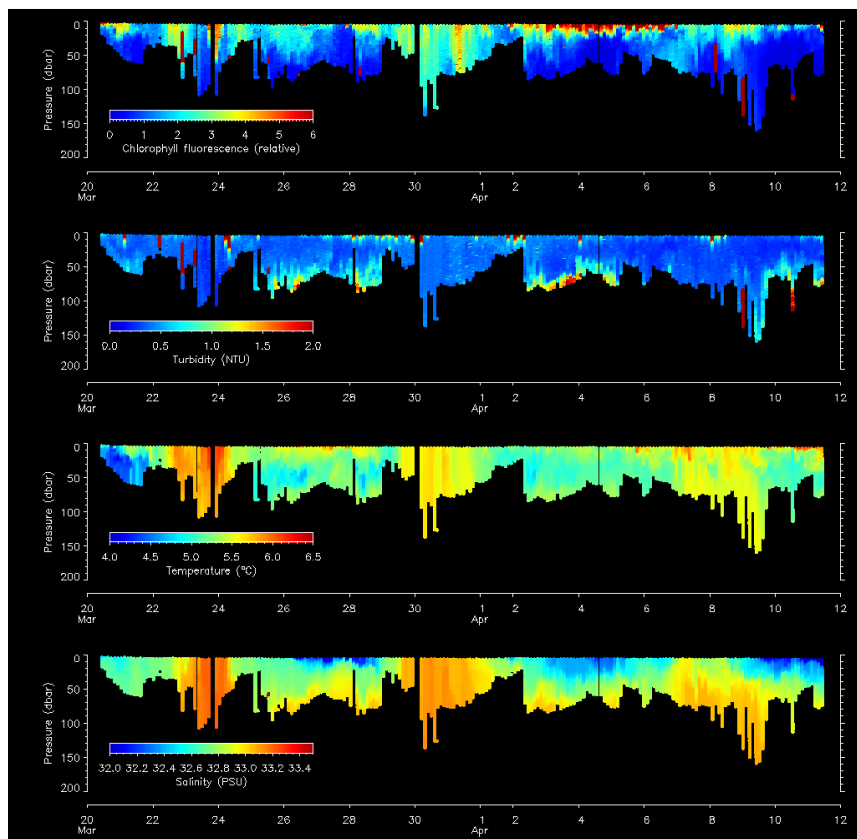 0
50
100
150
200
Pressure (dbar)
0 1 2 3 4 5 6
Chlorophyll fluorescence (relative)
20 22 24 26 28 30 1 2 4 6 8 10 12
Mar Apr
0
50
100
150
200
Pressure (dbar)
0.0 0.5 1.0 1.5 2.0
Turbidity (NTU)
20 22 24 26 28 30 1 2 4 6 8 10 12
Mar Apr
0
50
100
150
200
Pressure (dbar)
4.0 4.5 5.0 5.5 6.0 6.5
Temperature (°C)
20 22 24 26 28 30 1 2 4 6 8 10 12
Mar Apr
0
50
100
150
200
Pressure (dbar)
32.0 32.2 32.4 32.6 32.8 33.0 33.2 33.4
Salinity (PSU)
20 22 24 26 28 30 1 2 4 6 8 10 12
Mar Apr